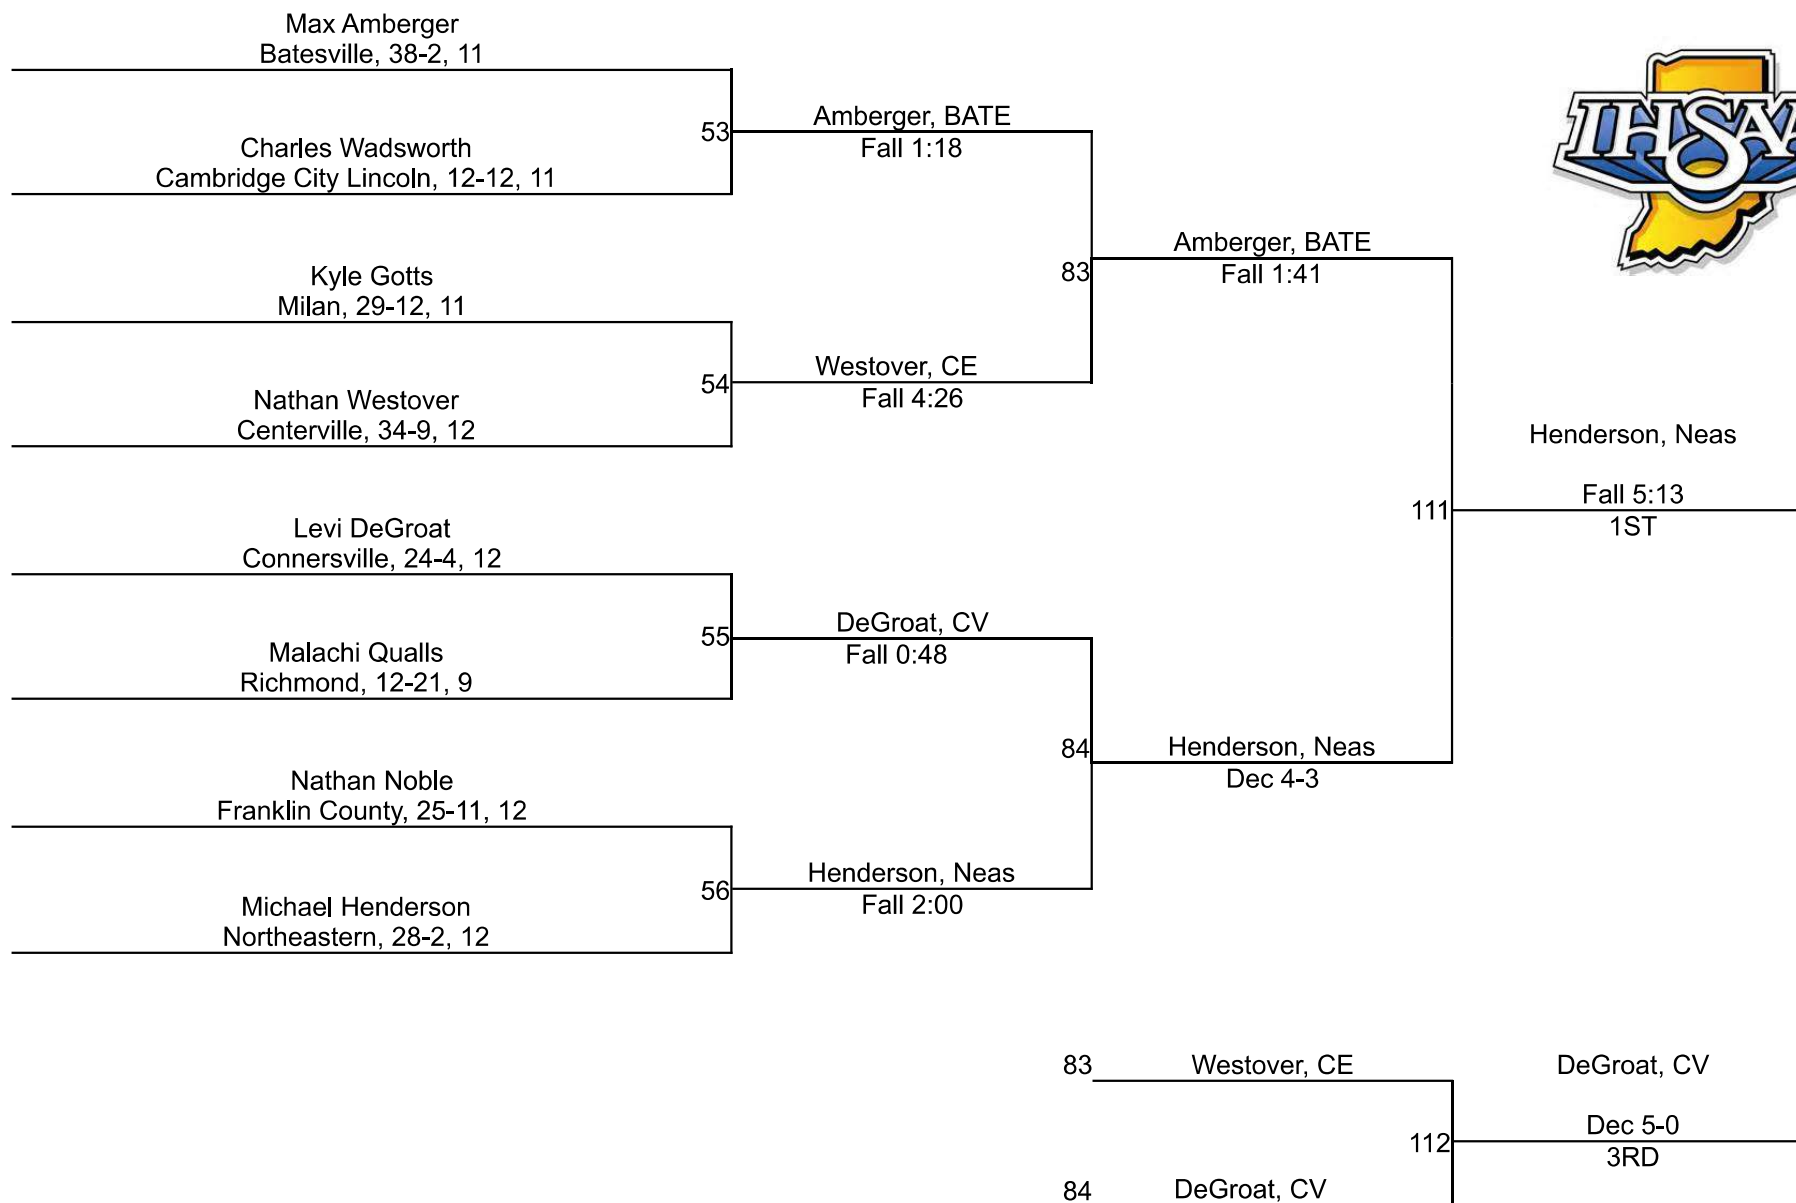 Max Amberger
Batesville, 38-2, 11
Charles Wadsworth
Cambridge City Lincoln, 12-12, 11
53
Amberger, BATE
Fall 1:18
Kyle Gotts
Milan, 29-12, 11
Nathan Westover
Centerville, 34-9, 12
54
Westover, CE
Fall 4:26
83
Amberger, BATE
Fall 1:41
Levi DeGroat
Connersville, 24-4, 12
Malachi Qualls
Richmond, 12-21, 9
55
DeGroat, CV
Fall 0:48
Nathan Noble
Franklin County, 25-11, 12
Michael Henderson
Northeastern, 28-2, 12
56
Henderson, Neas
Fall 2:00
84
Henderson, Neas
Dec 4-3
111
Henderson, Neas
Fall 5:13
1ST
IHSAA
83
Westover, CE
84
DeGroat, CV
112
DeGroat, CV
Dec 5-0
3RD